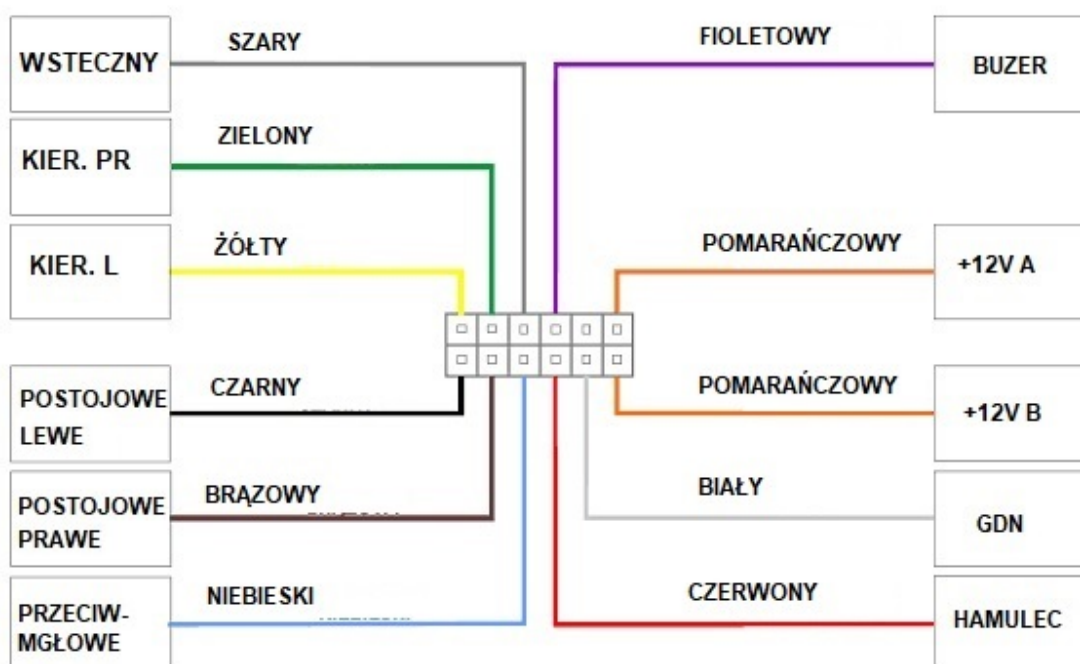 WSTECZNY
SZARY
FIOLETOWY
BUZER
KIER. PR
ZIELONY
KIER. L
ŻÓŁTY
POMARAŃCZOWY
+12V A
POSTOJOWE
LEWE
CZARNY
POMARAŃCZOWY
+12V B
POSTOJOWE
PRAWE
BRĄZOWY
BIAŁY
GDN
PRZECIW-
MGŁOWE
NIEBIESKI
CZERWONY
HAMULEC